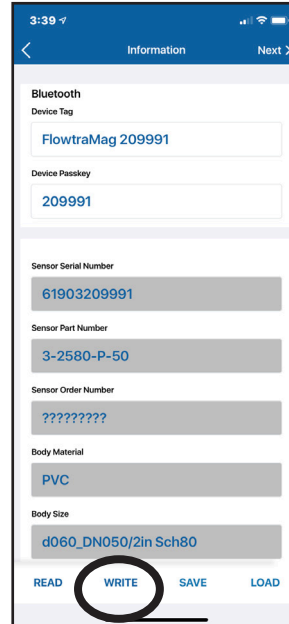 3:39
Information
Next
Bluetooth
Device Tag
FlowtraMag 209991
Device Passkey
209991
Sensor Serial Number
61903209991
Sensor Part Number
3-2580-P-50
Sensor Order Number
?????????
Body Material
PVC
Body Size
d060_DN050/2in Sch80
READ WRITE SAVE LOAD